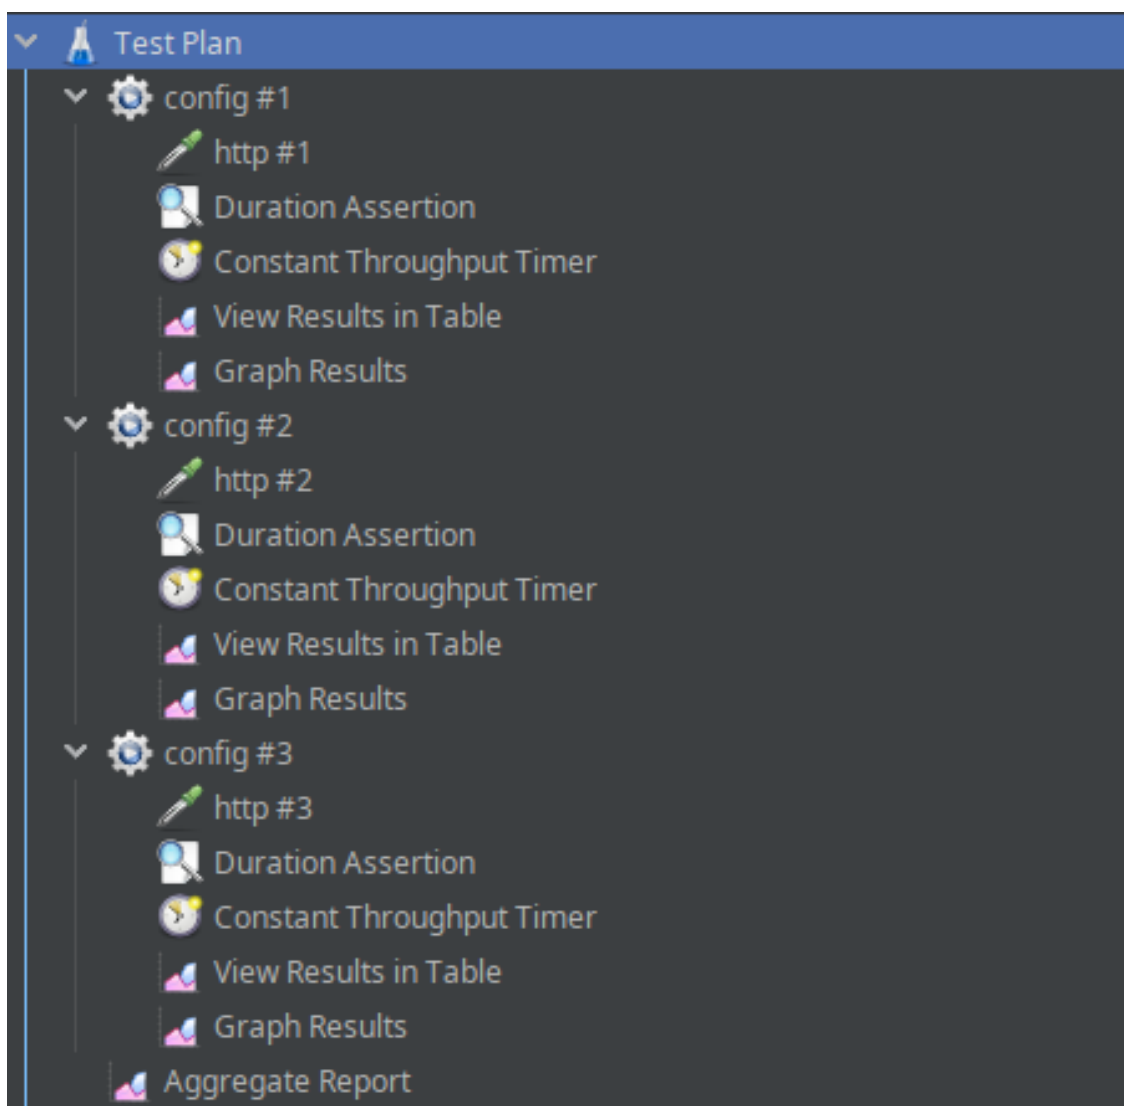 Test Plan
config #1
http #1
Duration Assertion
Constant Throughput Timer
View Results in Table
Graph Results
config #2
http #2
Duration Assertion
Constant Throughput Timer
View Results in Table
Graph Results
config #3
http #3
Duration Assertion
Constant Throughput Timer
View Results in Table
Graph Results
Aggregate Report